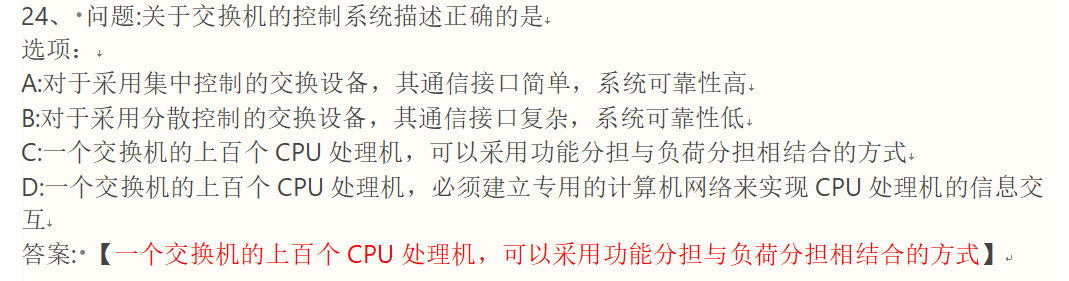 24、•问题:关于交换机的控制系统描述正确的是↓
选项：↓
A:对于采用集中控制的交换设备，其通信接口简单，系统可靠性高↓
B:对于采用分散控制的交换设备，其通信接口复杂，系统可靠性低↓
C:一个交换机的上百个 CPU 处理机，可以采用功能分担与负荷分担相结合的方式↓
D:一个交换机的上百个 CPU 处理机，必须建立专用的计算机网络来实现 CPU 处理机的信息交
互↓
答案:•【一个交换机的上百个 CPU 处理机，可以采用功能分担与负荷分担相结合的方式】↵